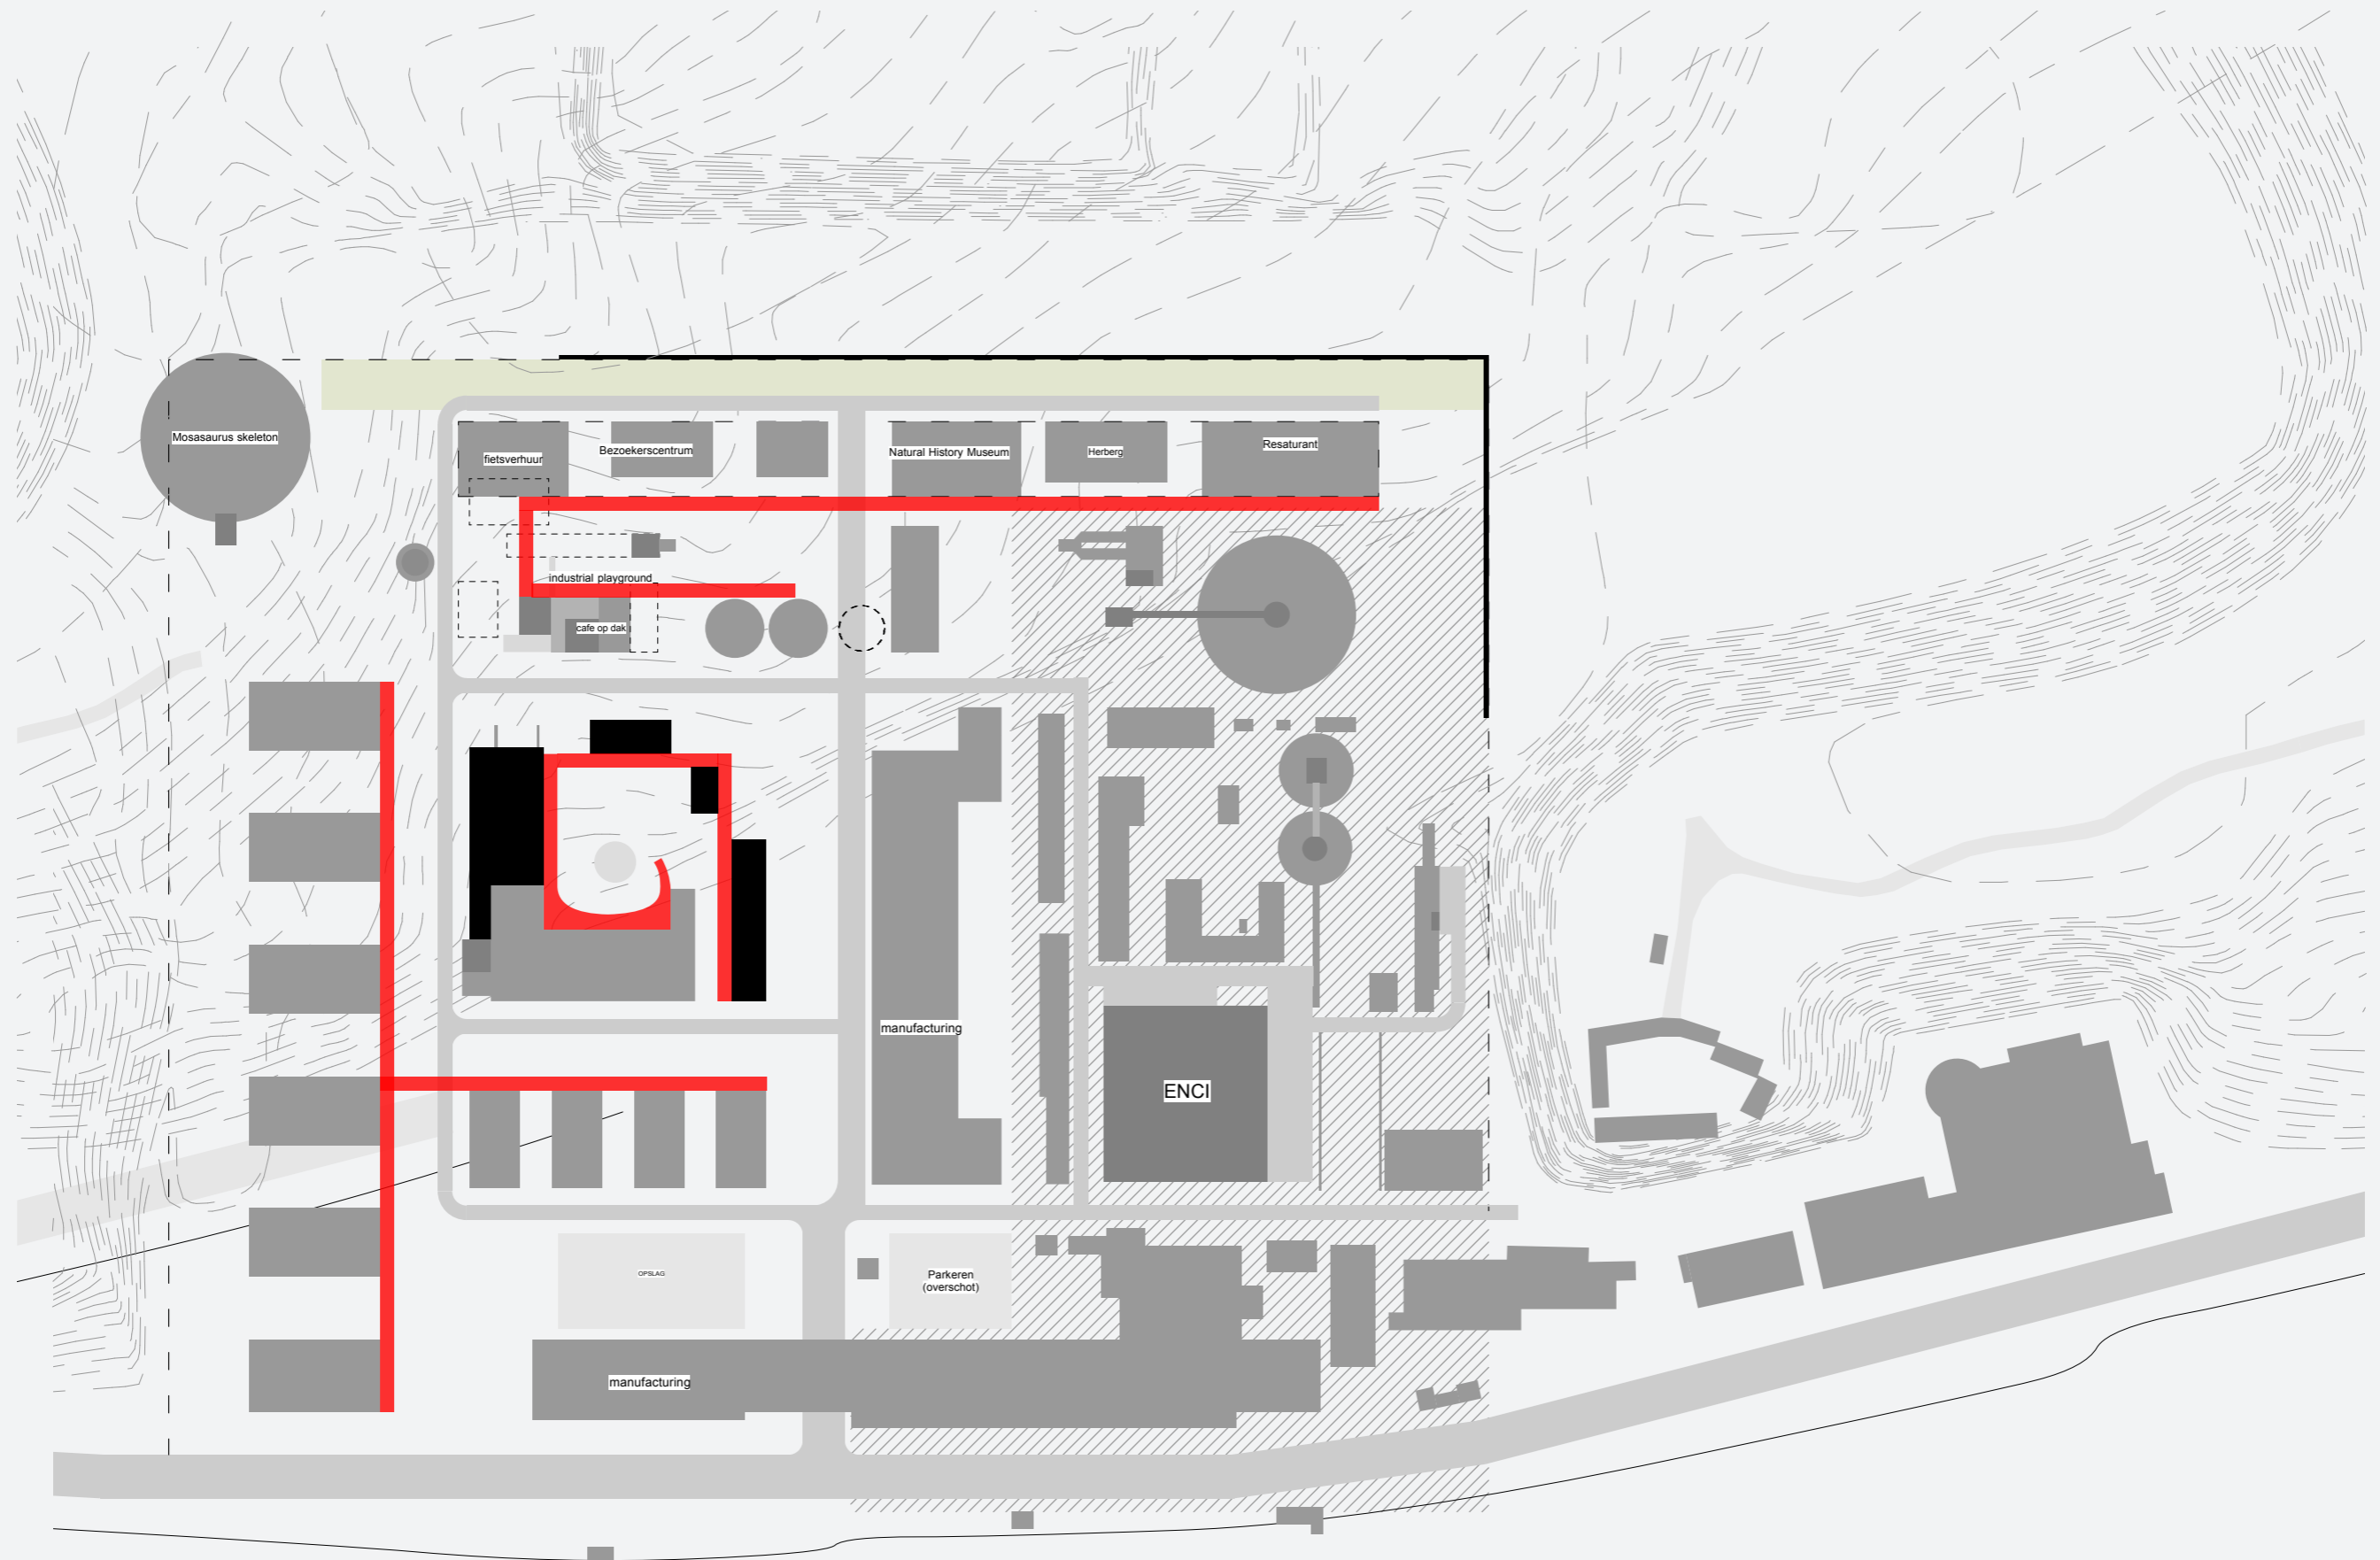 Mosasaurus skeleton
fietsverhuur
Bezoekerscentrum
Natural History Museum
Herberg
Resaturant
industrial playground
cafe op dak
manufacturing
ENCI
OPSLAG
Parkeren
(overschot)
manufacturing